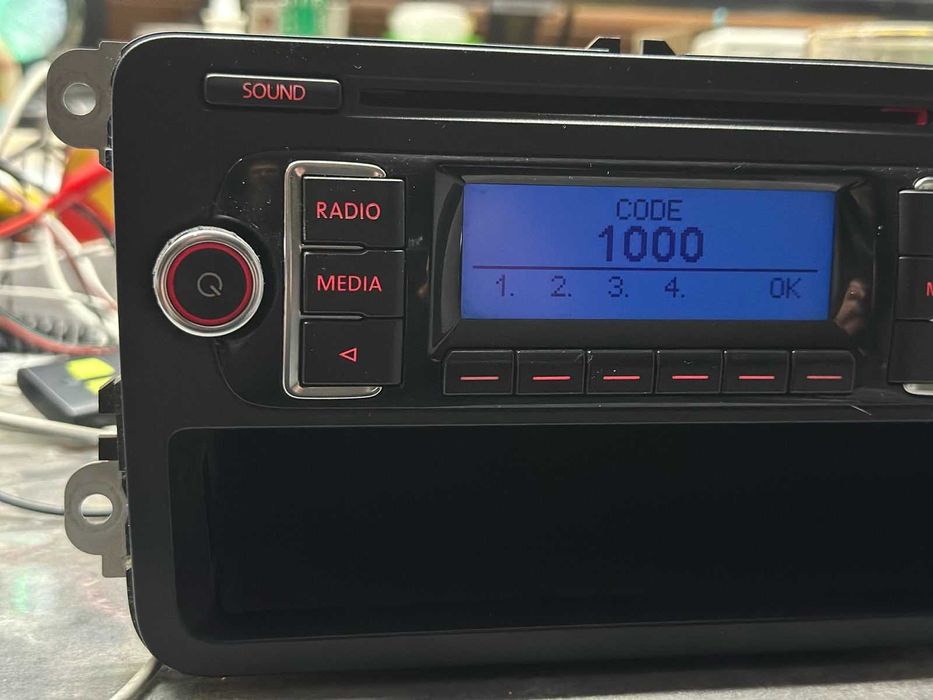 SOUND
RADIO
MEDIA
CODE
1000
1. 2. 3. 4. OK
M